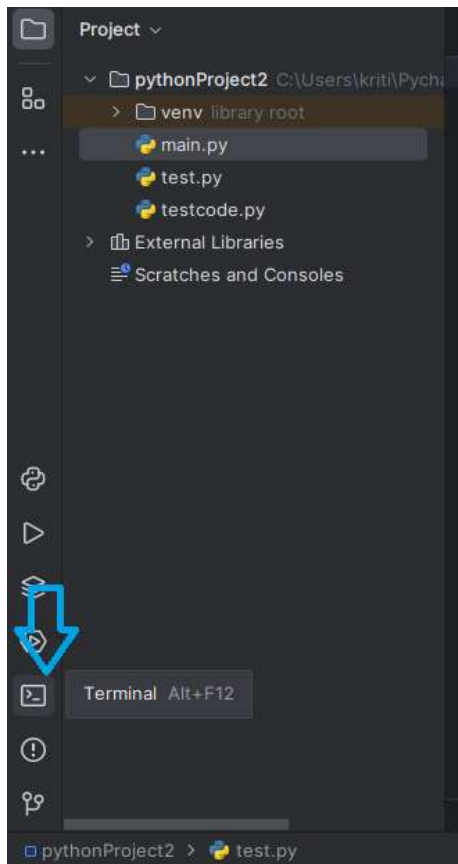 Project
pythonProject2 C:\Users\kriti\Pycha
venv library root
main.py
test.py
testcode.py
External Libraries
Scratches and Consoles
Terminal Alt+F12
pythonProject2 > test.py